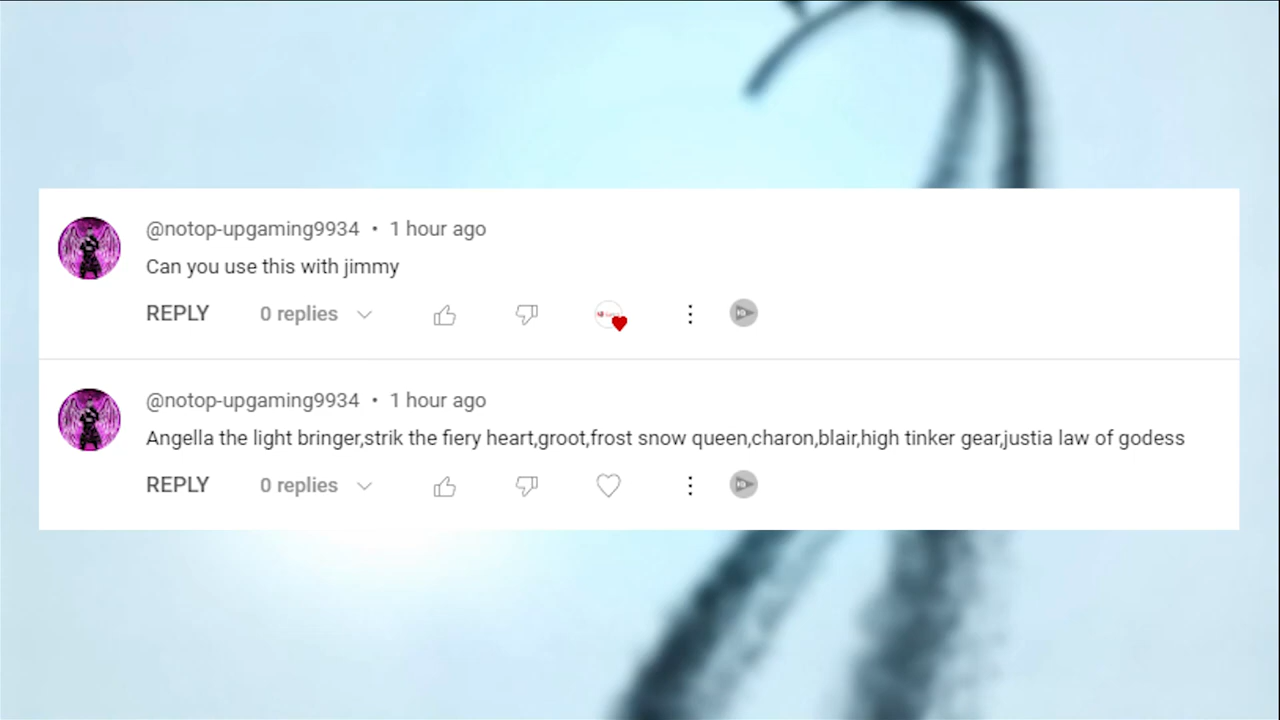 @notop-upgaming9934 • 1 hour ago
Can you use this with jimmy
REPLY 0 replies
@notop-upgaming9934 • 1 hour ago
Angella the light bringer,strik the fiery heart,groot,frost snow queen,charon,blair,high tinker gear,justia law of godess
REPLY 0 replies